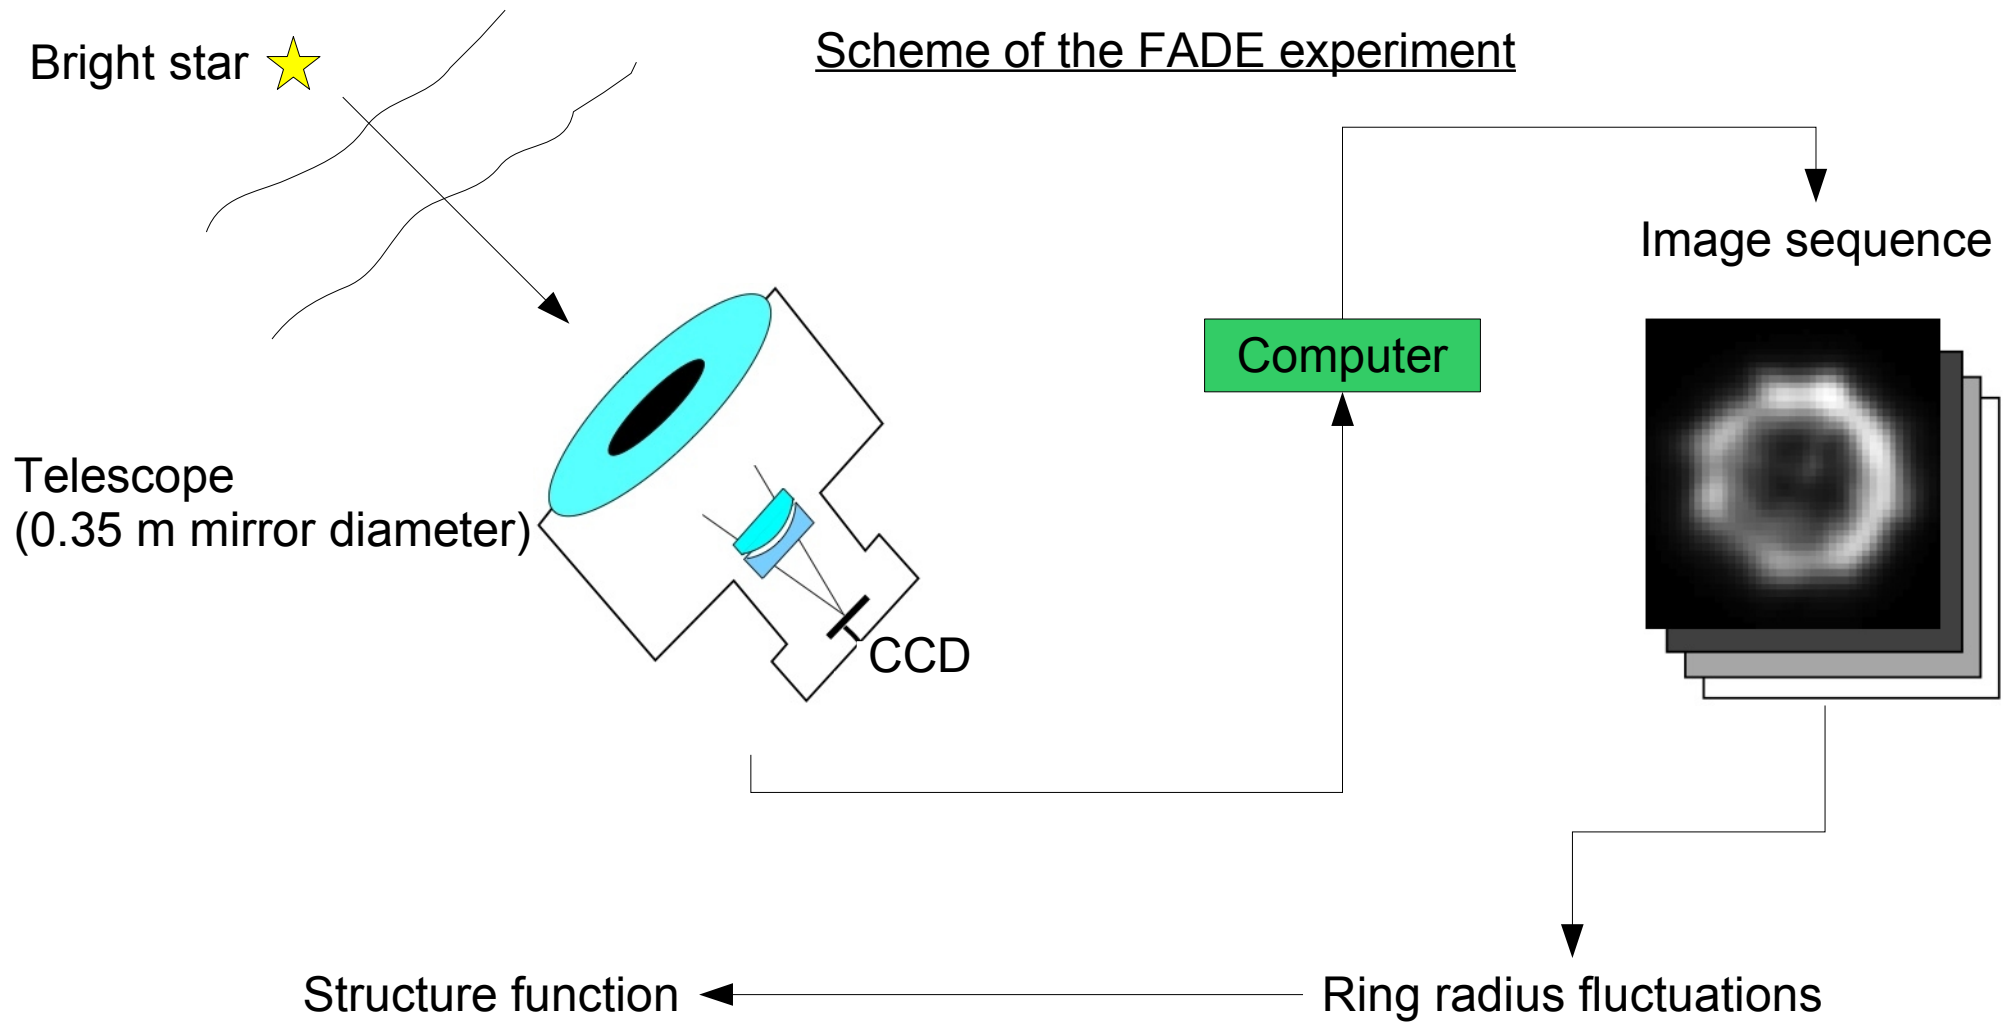 Scheme of the FADE experiment
Bright star
Telescope
(0.35 m mirror diameter)
CCD
Computer
Image sequence
Ring radius fluctuations
Structure function